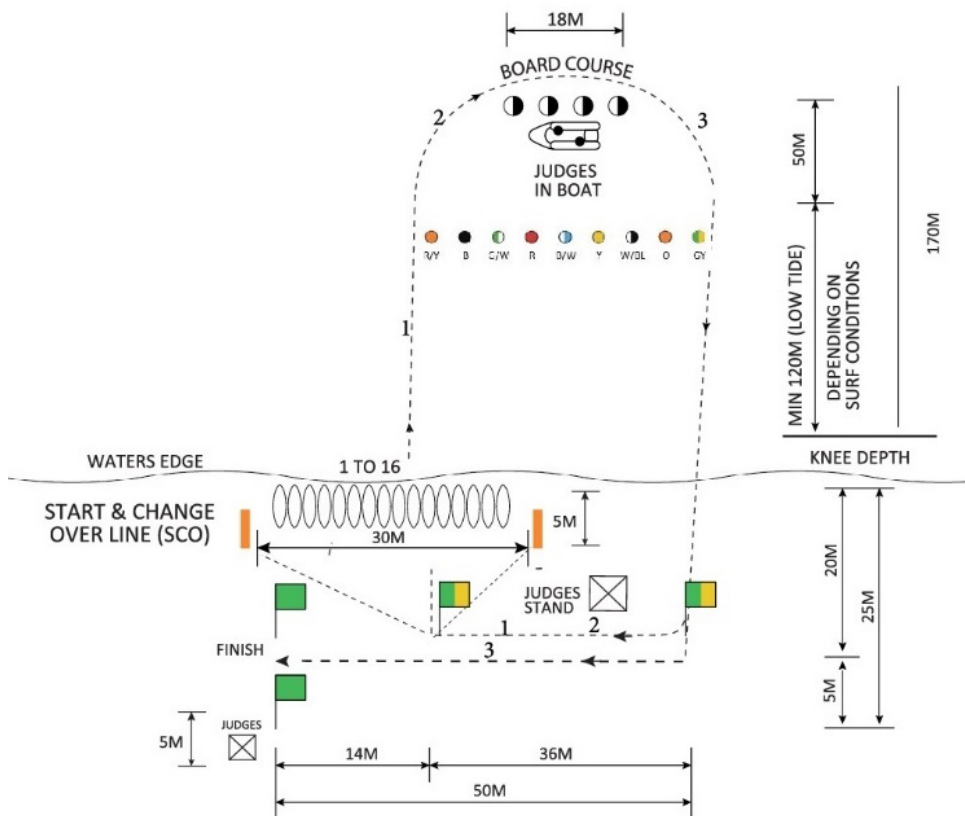 18M
BOARD COURSE
2
3
JUDGES
IN BOAT
50M
170M
R/Y B G/W R B/W Y W/BL O GY
1
MIN 120M (LOW TIDE)
DEPENDING ON
SURF CONDITIONS
WATERS EDGE
1 TO 16
KNEE DEPTH
START & CHANGE
OVER LINE (SCO)
5M
30M
20M
25M
JUDGES
STAND
1
2
FINISH
3
5M
JUDGES
5M
14M
36M
50M